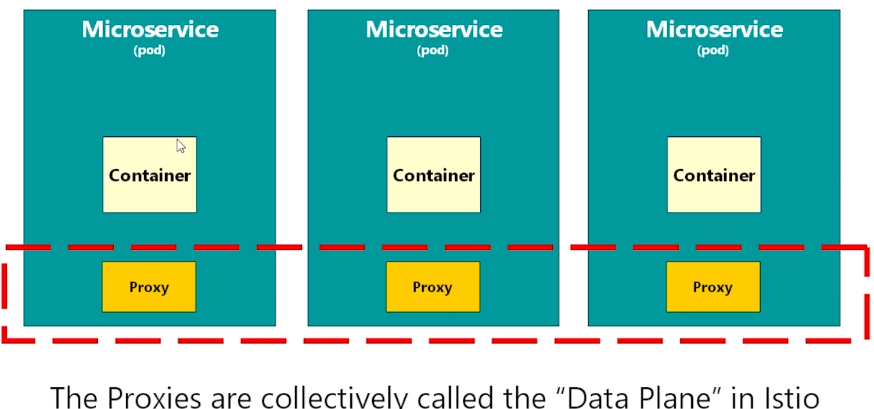 Microservice Microservice Microservice
(pod) (pod) (pod)
Container Container Container
Proxy Proxy Proxy
The Proxies are collectively called the “Data Plane” in Istio